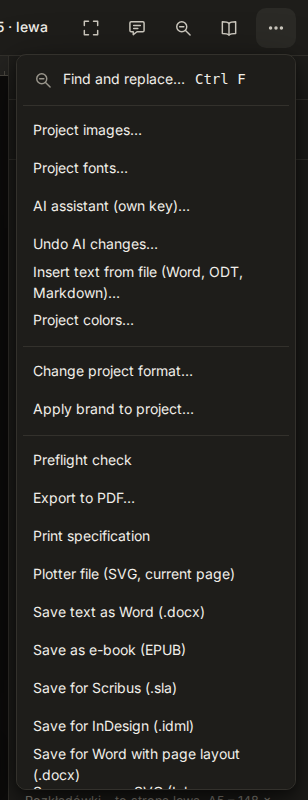 5 · lewa
Find and replace... Ctrl F
Project images...
Project fonts...
AI assistant (own key)...
Undo AI changes...
Insert text from file (Word, ODT,
Markdown)...
Project colors...
Change project format...
Apply brand to project...
Preflight check
Export to PDF...
Print specification
Plotter file (SVG, current page)
Save text as Word (.docx)
Save as e-book (EPUB)
Save for Scribus (.sla)
Save for InDesign (.idml)
Save for Word with page layout
(.docx)